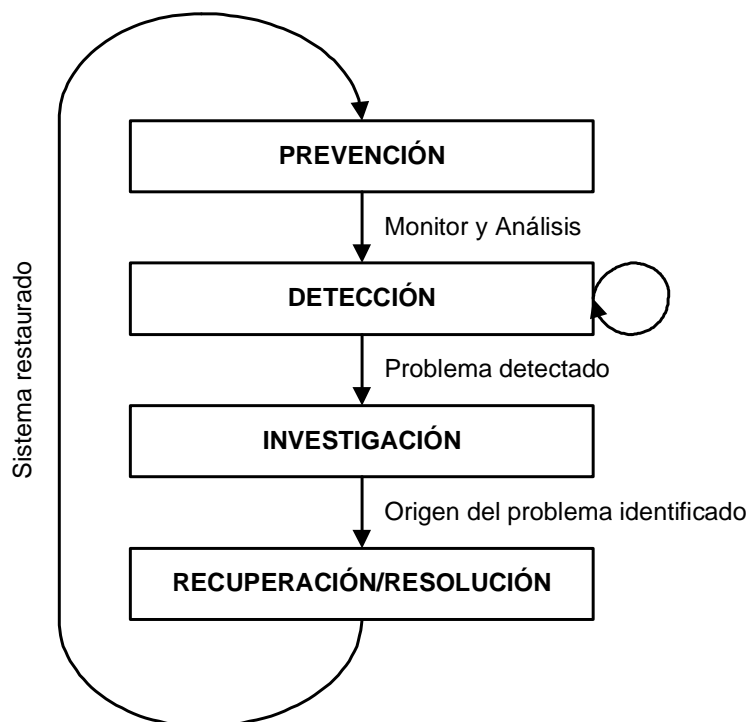 PREVENCIÓN
Monitor y Análisis
DETECCIÓN
Problema detectado
INVESTIGACIÓN
Origen del problema identificado
RECUPERACIÓN/RESOLUCIÓN
Sistema restaurado